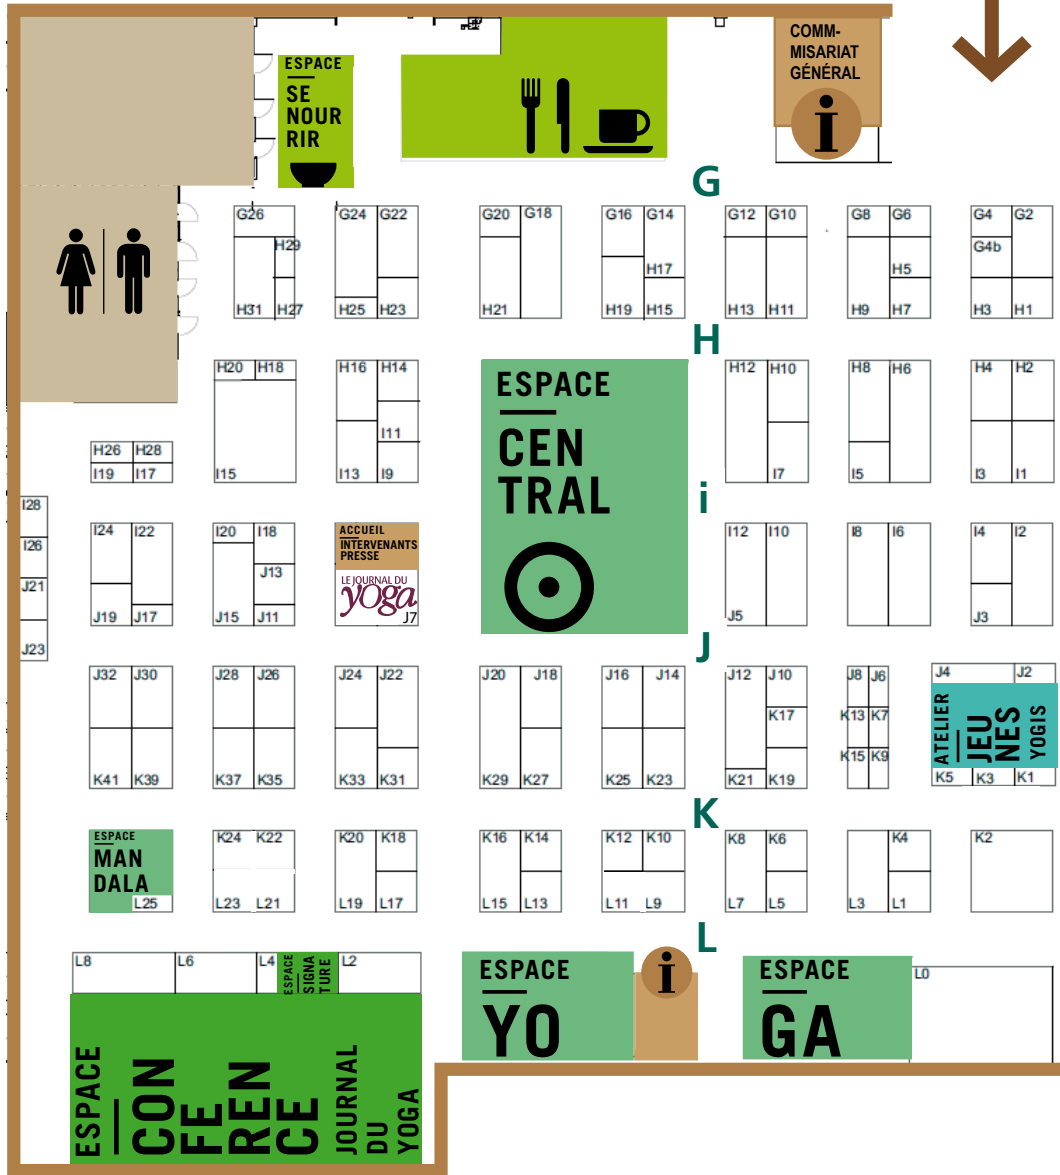 COMM-
MISARIAT
GÉNÉRAL
i
ESPACE
SE
NOUR
RIR
G
G26
G24 G22
G20 G18
G16 G14
G12 G10
G8 G6
G4 G2
G4b
H29
H17
H5
H31 H27
H25 H23
H21
H19 H15
H13 H11
H9 H7
H3 H1
H
H20 H18
H16 H14
H12 H10
H8 H6
H4 H2
ESPACE
CEN
TRAL
I11
H26 H28
I19 I17
I15
I13 I9
I7
I5
I3 I1
i
I28
I26
J21
J23
I24 I22
I20 I18
J13
J19 J17
J15 J11
ACCUEIL
INTERVENANTS
PRESSE
LE JOURNAL DU
yoga
J7
I12 I10
I8 I6
I4 I2
J5
J3
J
J32 J30
J28 J26
J24 J22
J20 J18
J16 J14
J12 J10
J8 J6
J4 J2
K17
K13 K7
K15 K9
ATELIER
JEU
NES
YOGIS
K41 K39
K37 K35
K33 K31
K29 K27
K25 K23
K21 K19
K5 K3 K1
K
ESPACE
MAN
DALA
L25
K24 K22
K20 K18
K16 K14
K12 K10
K8 K6
K4
K2
L23 L21
L19 L17
L15 L13
L11 L9
L7 L5
L3 L1
L
L8
L6
L4
ESPACE
SIGNA
TURE
L2
ESPACE
YO
i
ESPACE
GA
L0
ESPACE
CON
FE
REN
CE
JOURNAL
DU
YOGA